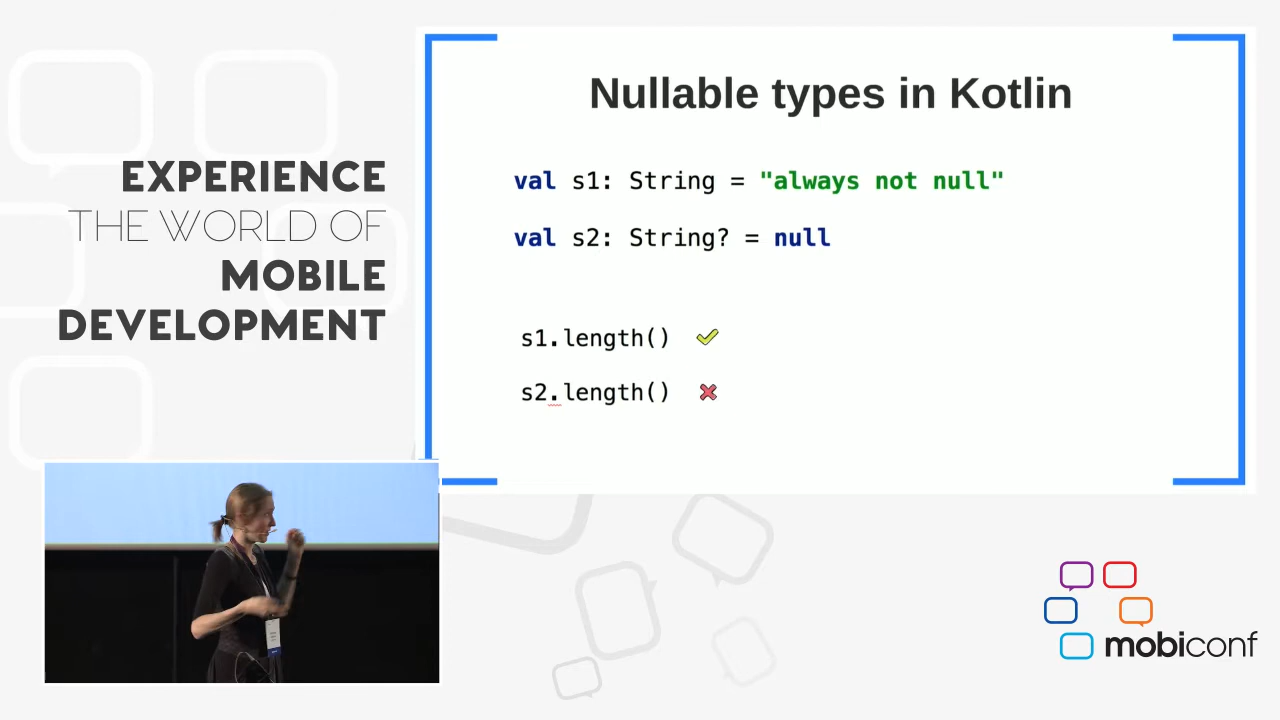 EXPERIENCE
THE WORLD OF
MOBILE
DEVELOPMENT
Nullable types in Kotlin
val s1: String = "always not null"
val s2: String? = null
s1.length()
s2.length()
mobiconf